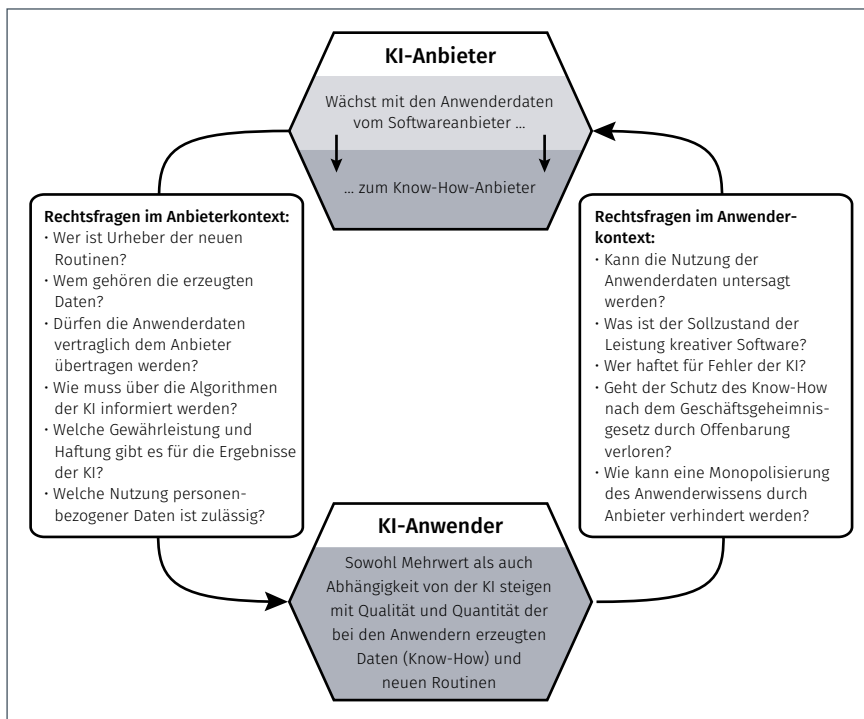 KI-Anbieter
Wächst mit den Anwenderdaten
vom Softwareanbieter ...
... zum Know-How-Anbieter
Rechtsfragen im Anbieterkontext:
· Wer ist Urheber der neuen
Routinen?
· Wem gehören die erzeugten
Daten?
· Dürfen die Anwenderdaten
vertraglich dem Anbieter
übertragen werden?
· Wie muss über die Algorithmen
der KI informiert werden?
· Welche Gewährleistung und
Haftung gibt es für die Ergebnisse
der KI?
· Welche Nutzung personen-
bezogener Daten ist zulässig?
Rechtsfragen im Anwender-
kontext:
· Kann die Nutzung der
Anwenderdaten untersagt
werden?
· Was ist der Sollzustand der
Leistung kreativer Software?
· Wer haftet für Fehler der KI?
· Geht der Schutz des Know-How
nach dem Geschäftsgeheimnis-
gesetz durch Offenbarung
verloren?
· Wie kann eine Monopolisierung
des Anwenderwissens durch
Anbieter verhindert werden?
KI-Anwender
Sowohl Mehrwert als auch
Abhängigkeit von der KI steigen
mit Qualität und Quantität der
bei den Anwendern erzeugten
Daten (Know-How) und
neuen Routinen